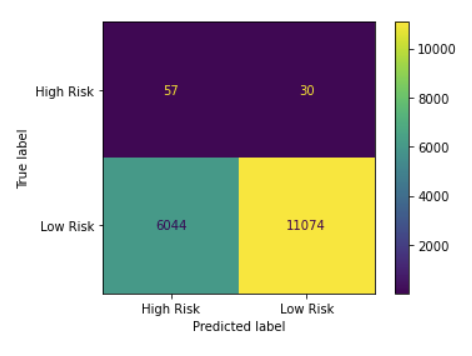 10000
High Risk 57 30
8000
True label
6000
Low Risk 6044 11074
4000
2000
High Risk Low Risk
Predicted label